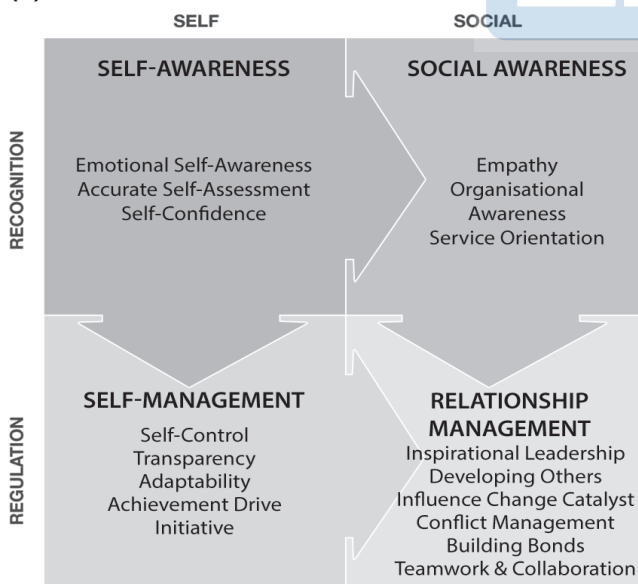 SELF
SOCIAL
RECOGNITION
SELF-AWARENESS
Emotional Self-Awareness
Accurate Self-Assessment
Self-Confidence
SOCIAL AWARENESS
Empathy
Organisational
Awareness
Service Orientation
REGULATION
SELF-MANAGEMENT
Self-Control
Transparency
Adaptability
Achievement Drive
Initiative
RELATIONSHIP
MANAGEMENT
Inspirational Leadership
Developing Others
Influence Change Catalyst
Conflict Management
Building Bonds
Teamwork & Collaboration